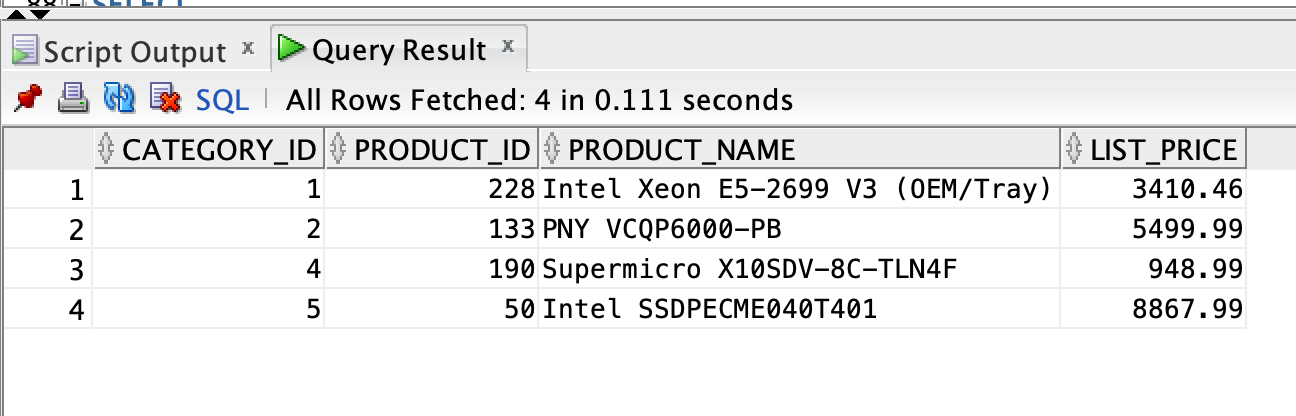 88 SELECT
Script Output x Query Result x
SQL | All Rows Fetched: 4 in 0.111 seconds
CATEGORY_ID PRODUCT_ID PRODUCT_NAME LIST_PRICE
1 1 228 Intel Xeon E5-2699 V3 (OEM/Tray) 3410.46
2 2 133 PNY VCQP6000-PB 5499.99
3 4 190 Supermicro X10SDV-8C-TLN4F 948.99
4 5 50 Intel SSDPECME040T401 8867.99